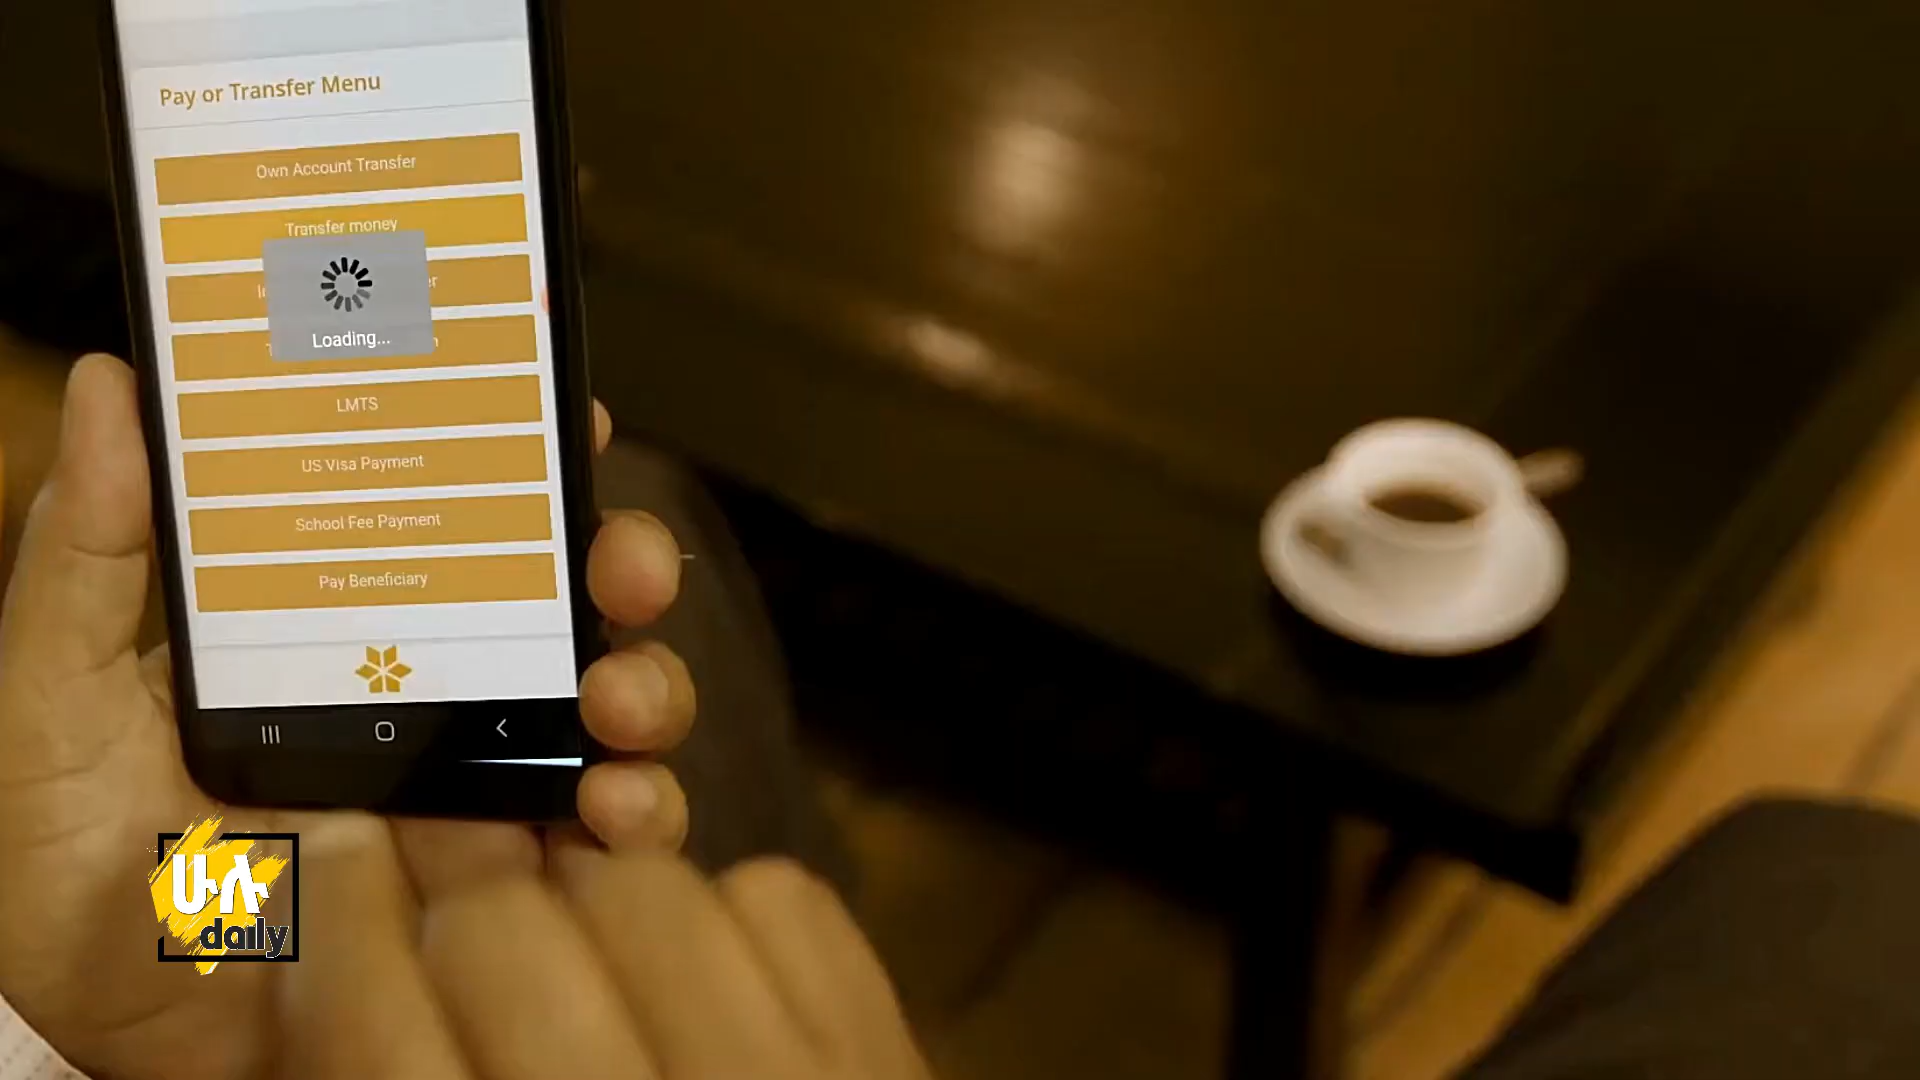 Pay or Transfer Menu
Own Account Transfer
Transfer money
Loading...
LMTS
US Visa Payment
School Fee Payment
Pay Beneficiary
ሁሉ
daily